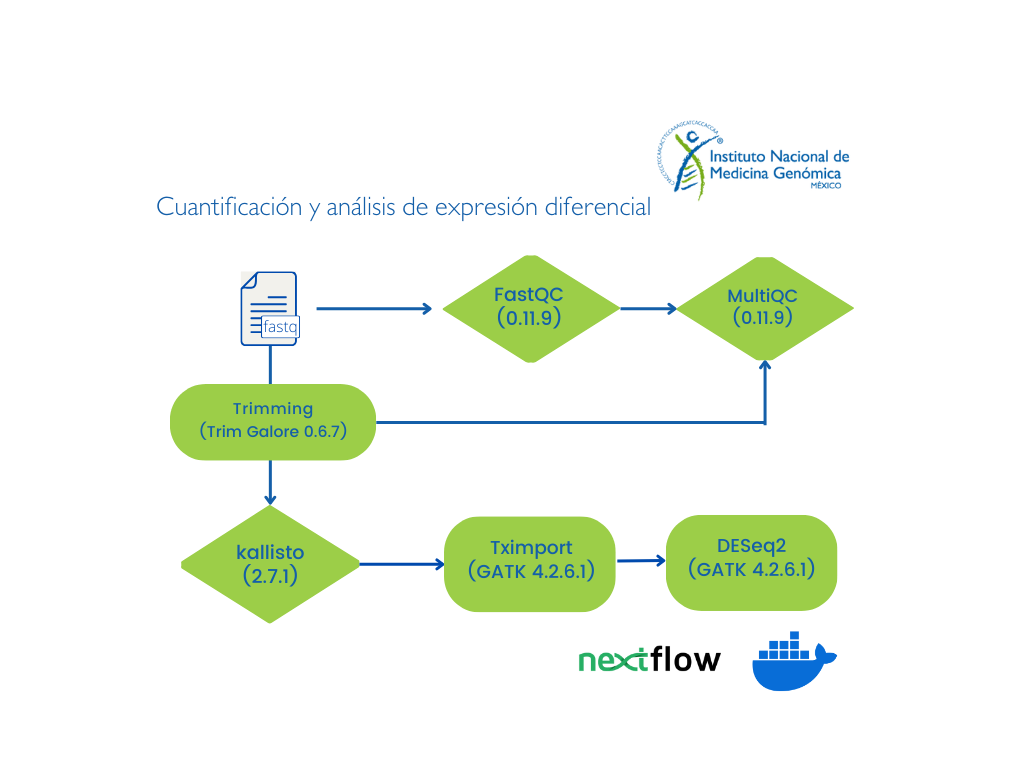 Instituto Nacional de
Medicina Genómica
MÉXICO
Cuantificación y análisis de expresión diferencial
fastq
FastQC
(0.11.9)
MultiQC
(0.11.9)
Trimming
(Trim Galore 0.6.7)
kallisto
(2.7.1)
Tximport
(GATK 4.2.6.1)
DESeq2
(GATK 4.2.6.1)
nextflow